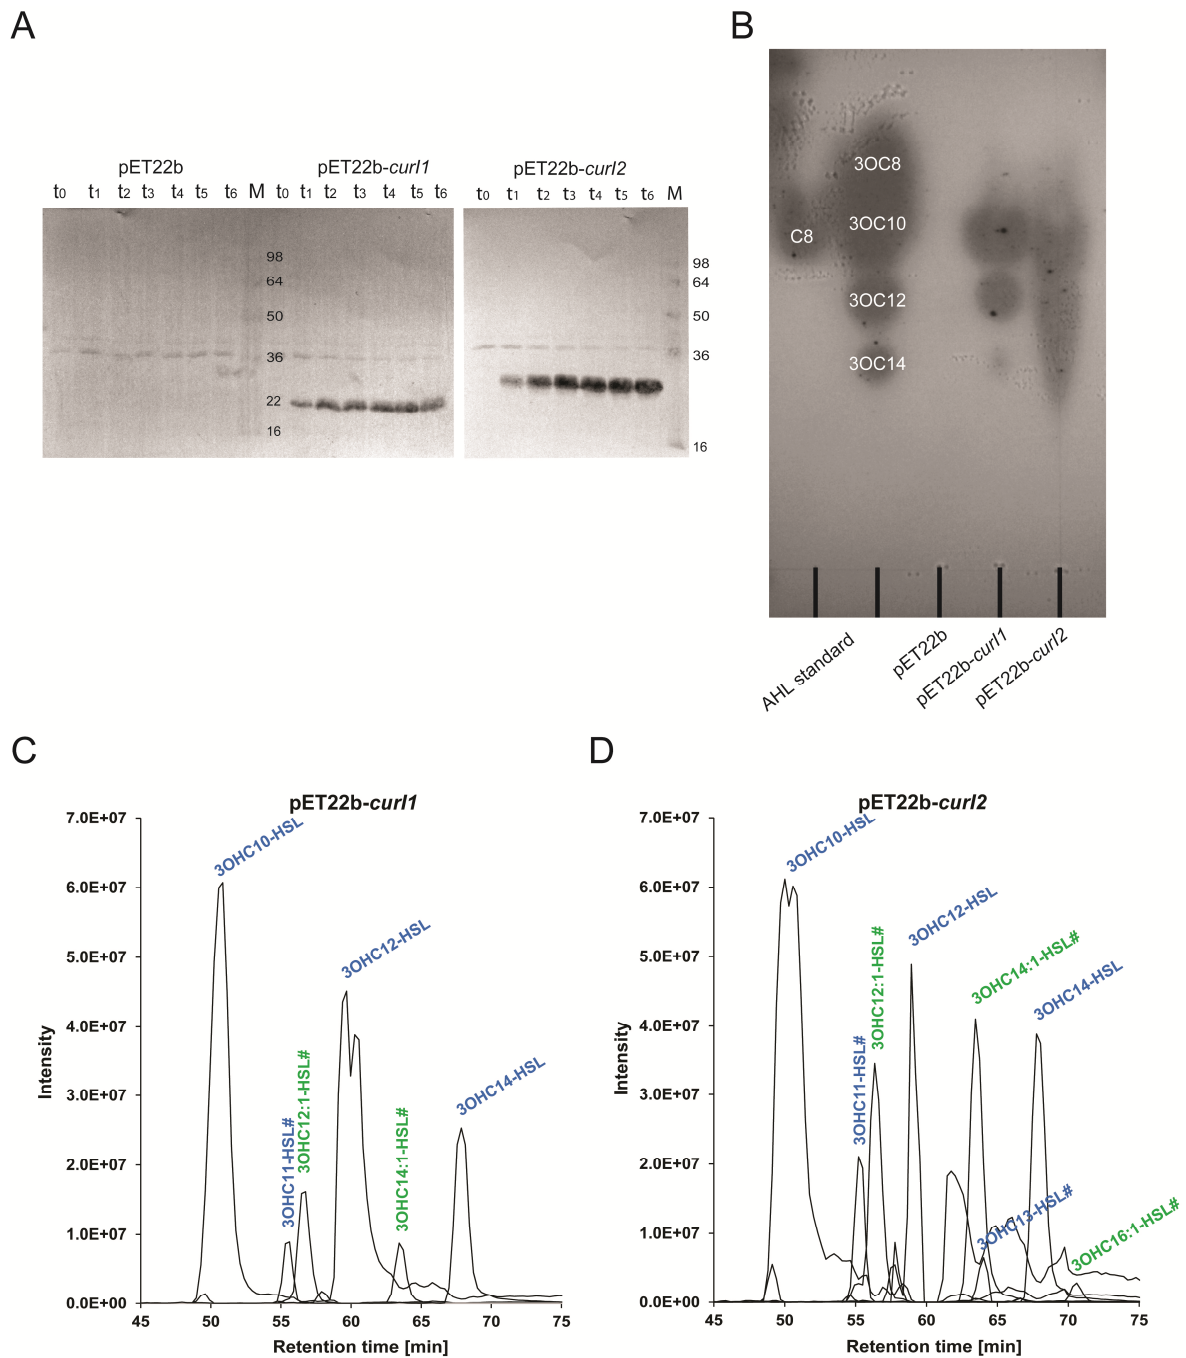 A
B
pET22b
pET22b-curI1
pET22b-curI2
t0 t1 t2 t3 t4 t5 t6 M t0 t1 t2 t3 t4 t5 t6
t0 t1 t2 t3 t4 t5 t6 M
98
64
50
36
22
16
98
64
50
36
16
C8
3OC8
3OC10
3OC12
3OC14
AHL standard
pET22b
pET22b-curI1
pET22b-curI2
C
pET22b-curI1
7.0E+07
6.0E+07
5.0E+07
4.0E+07
3.0E+07
2.0E+07
1.0E+07
0.0E+00
Intensity
3OHC10-HSL
3OHC11-HSL#
3OHC12:1-HSL#
3OHC12-HSL
3OHC14:1-HSL#
3OHC14-HSL
45 50 55 60 65 70 75
Retention time [min]
D
pET22b-curI2
7.0E+07
6.0E+07
5.0E+07
4.0E+07
3.0E+07
2.0E+07
1.0E+07
0.0E+00
Intensity
3OHC10-HSL
3OHC11-HSL#
3OHC12:1-HSL#
3OHC12-HSL
3OHC14:1-HSL#
3OHC14-HSL
3OHC13-HSL#
3OHC16:1-HSL#
45 50 55 60 65 70 75
Retention time [min]